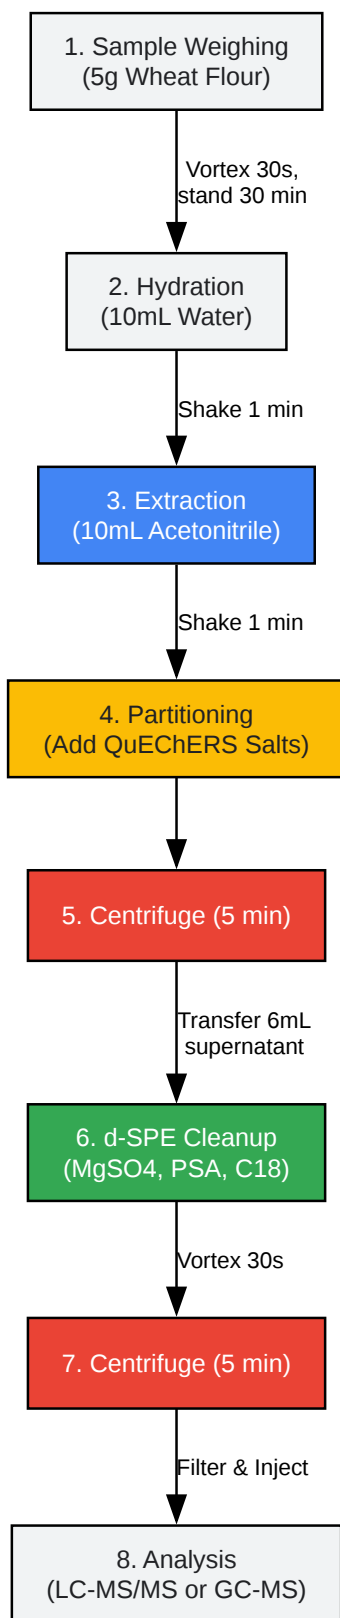 1. Sample Weighing
(5g Wheat Flour)
Vortex 30s,
stand 30 min
2. Hydration
(10mL Water)
Shake 1 min
3. Extraction
(10mL Acetonitrile)
Shake 1 min
4. Partitioning
(Add QuEChERS Salts)
5. Centrifuge (5 min)
Transfer 6mL
supernatant
6. d-SPE Cleanup
(MgSO4, PSA, C18)
Vortex 30s
7. Centrifuge (5 min)
Filter & Inject
8. Analysis
(LC-MS/MS or GC-MS)